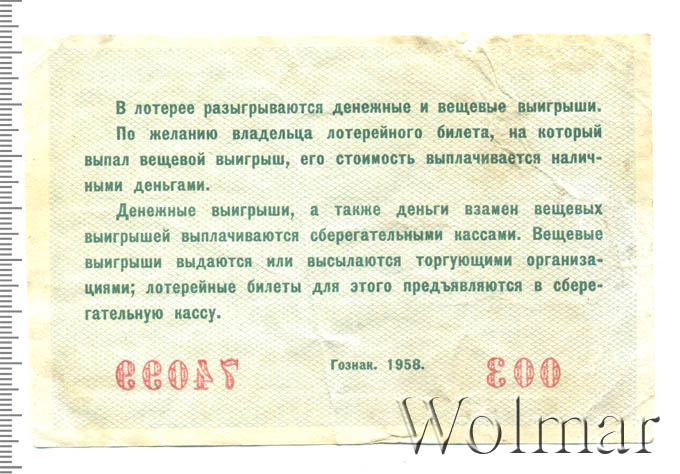 В лотерее разыгрываются денежные и вещевые выигрыши.
По желанию владельца лотерейного билета, на который
выпал вещевой выигрыш, его стоимость выплачивается налич-
ными деньгами.
Денежные выигрыши, а также деньги взамен вещевых
выигрышей выплачиваются сберегательными кассами. Вещевые
выигрыши выдаются или высылаются торгующими организа-
циями; лотерейные билеты для этого предъявляются в сбере-
гательную кассу.
74099 Гознак. 1958. 003
Wolmar